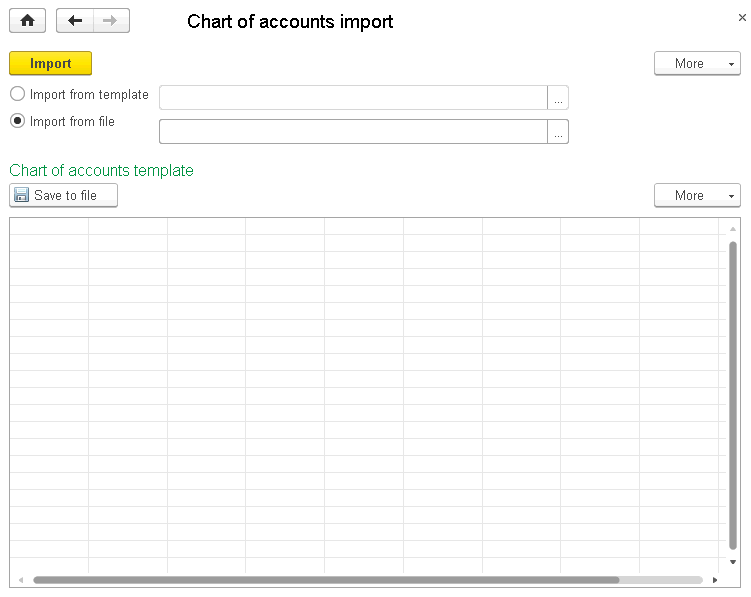 Chart of accounts import
Import
More
Import from template
...
Import from file
...
Chart of accounts template
Save to file
More